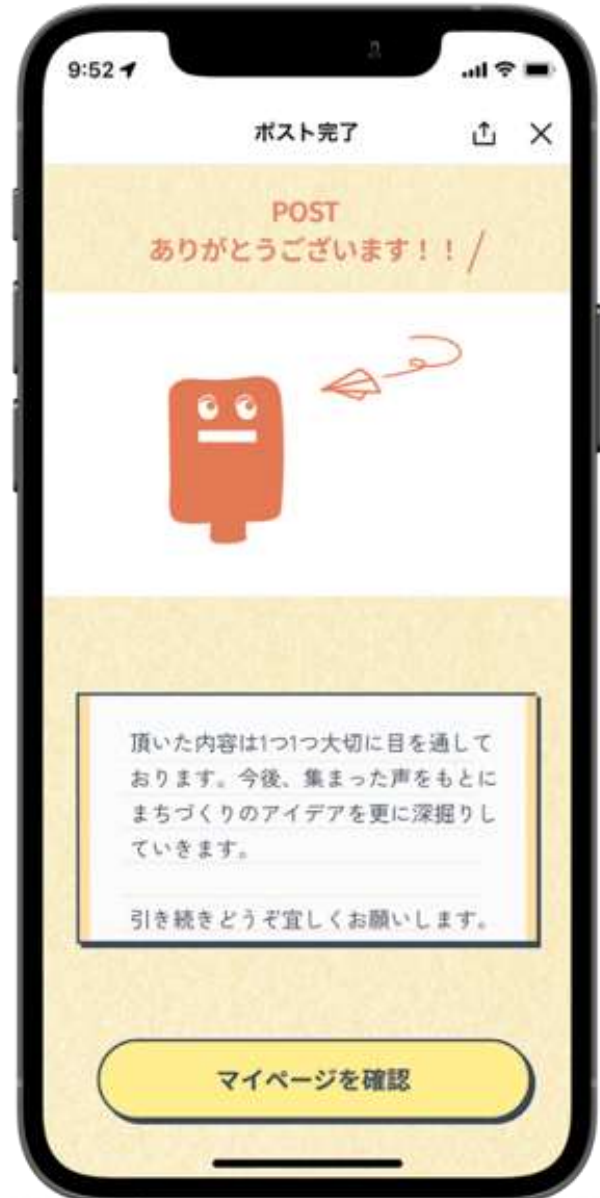 9:52
ポスト完了
POST
ありがとうございます！！
頂いた内容は1つ1つ大切に目を通して
おります。今後、集まった声をもとに
まちづくりのアイデアを更に深掘りし
ていきます。
引き続きどうぞ宜しくお願いします。
マイページを確認